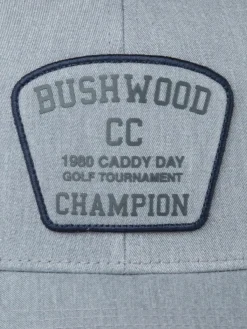 BUSHWOOD
CC
1980 CADDY DAY
GOLF TOURNAMENT
CHAMPION